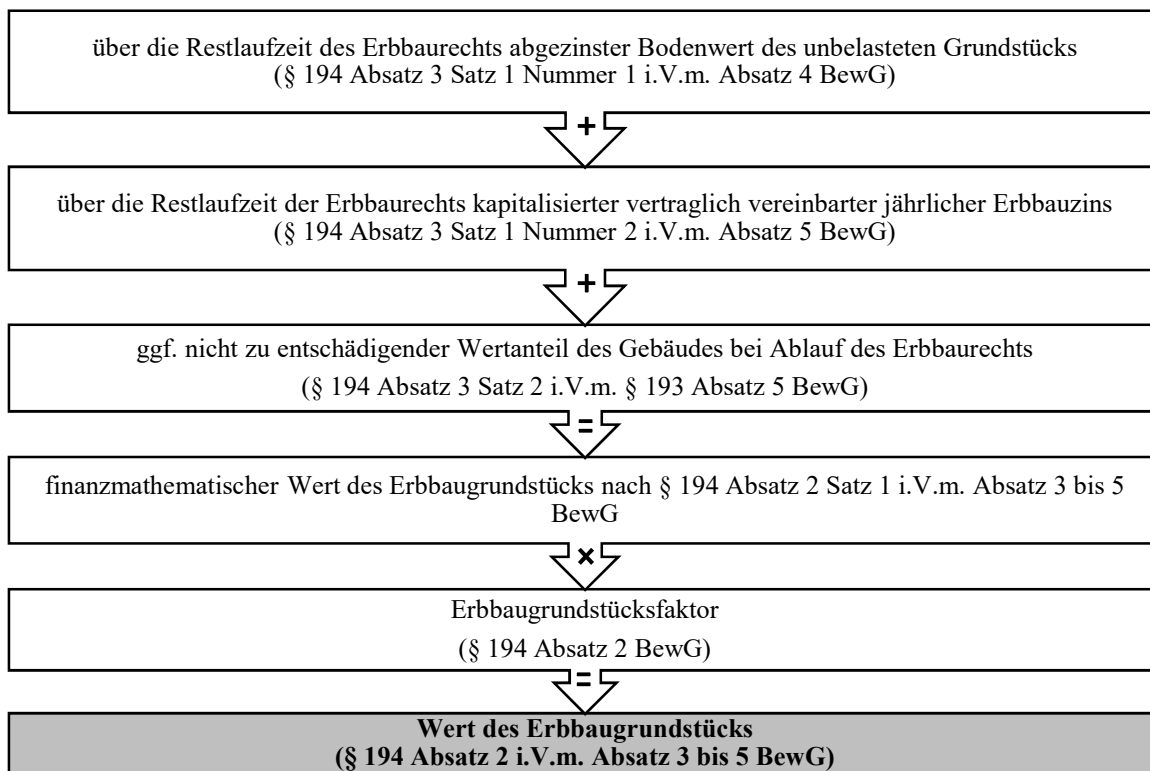 über die Restlaufzeit des Erbbaurechts abgezinster Bodenwert des unbelasteten Grundstücks
(§ 194 Absatz 3 Satz 1 Nummer 1 i.V.m. Absatz 4 BewG)
+
über die Restlaufzeit der Erbbaurechts kapitalisierter vertraglich vereinbarter jährlicher Erbbauzins
(§ 194 Absatz 3 Satz 1 Nummer 2 i.V.m. Absatz 5 BewG)
+
ggf. nicht zu entschädigender Wertanteil des Gebäudes bei Ablauf des Erbbaurechts
(§ 194 Absatz 3 Satz 2 i.V.m. § 193 Absatz 5 BewG)
=
finanzmathematischer Wert des Erbbaugrundstücks nach § 194 Absatz 2 Satz 1 i.V.m. Absatz 3 bis 5
BewG
×
Erbbaugrundstücksfaktor
(§ 194 Absatz 2 BewG)
=
Wert des Erbbaugrundstücks
(§ 194 Absatz 2 i.V.m. Absatz 3 bis 5 BewG)